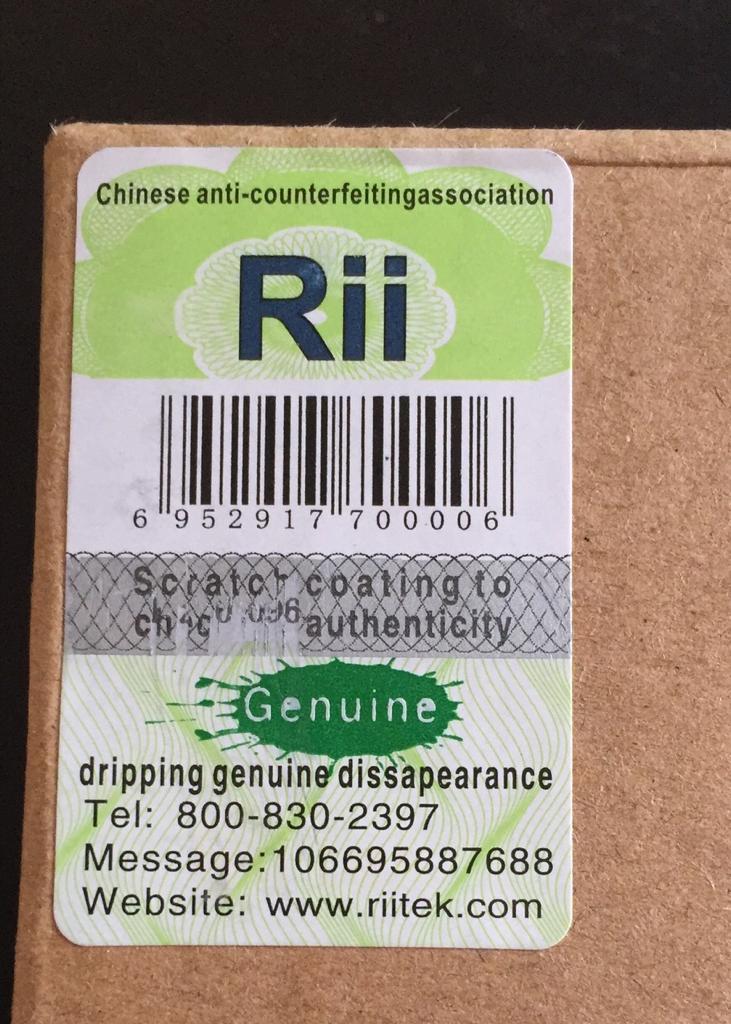 Chinese anti-counterfeitingassociation
Rii
6 952917 700006
Scratch coating to
authenticity
Genuine
dripping genuine dissapearance
Tel: 800-830-2397
Message:106695887688
Website: www.riitek.com